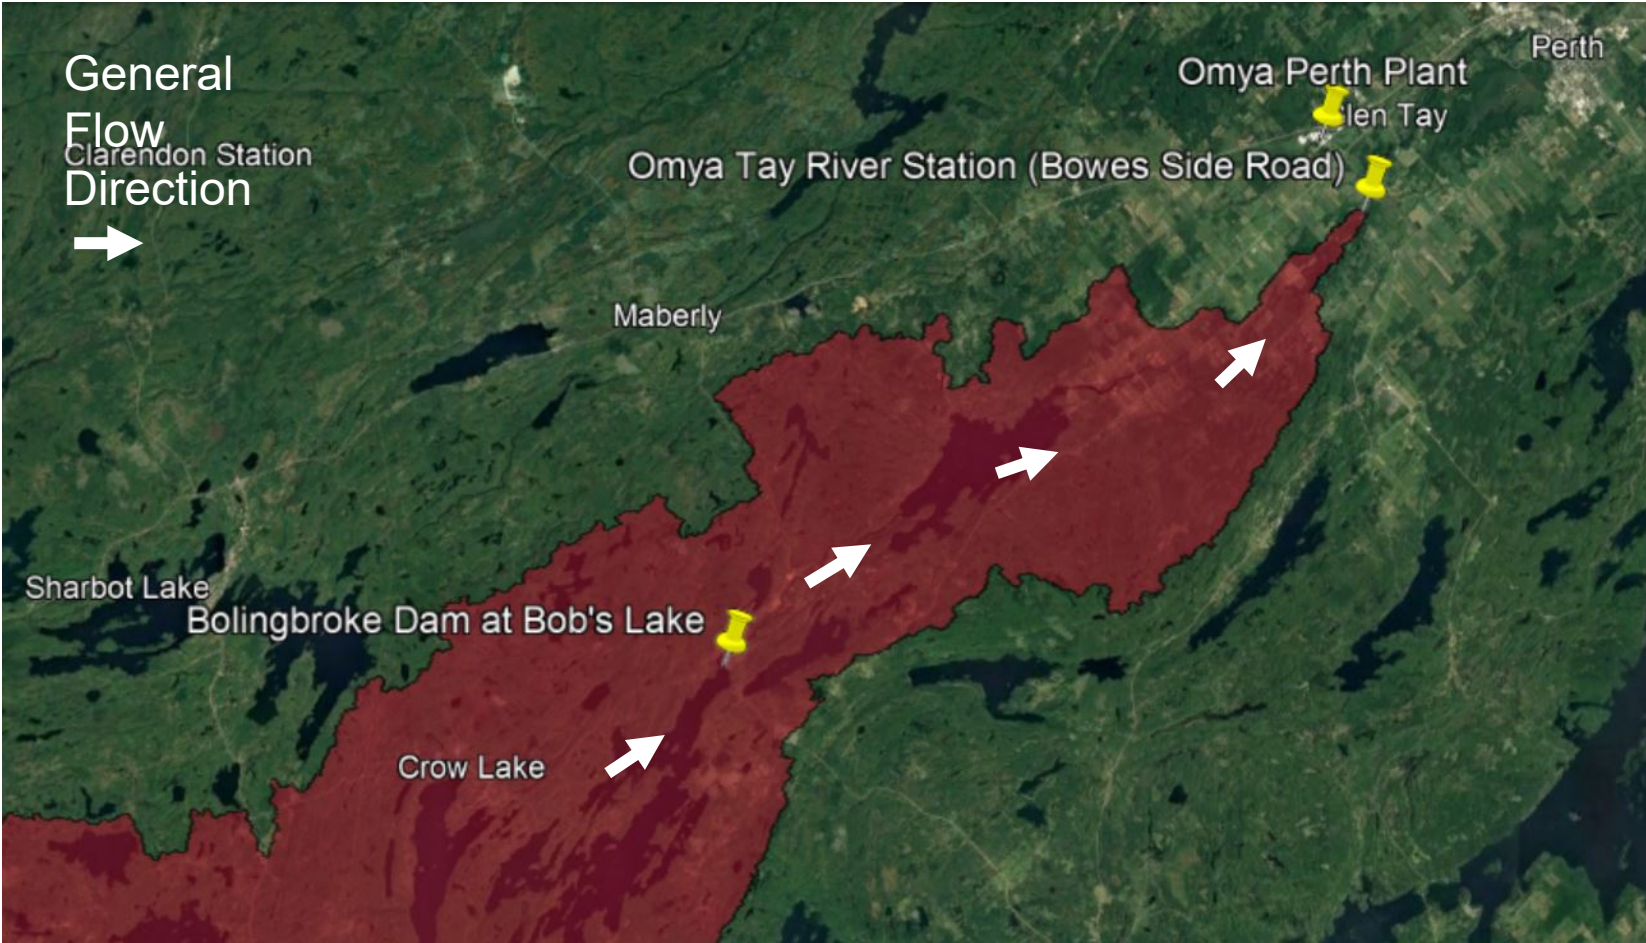 General
Flow
Direction
Clarendon Station
Perth
Omya Perth Plant
len Tay
Omya Tay River Station (Bowes Side Road)
Maberly
Sharbot Lake
Bolingbroke Dam at Bob's Lake
Crow Lake